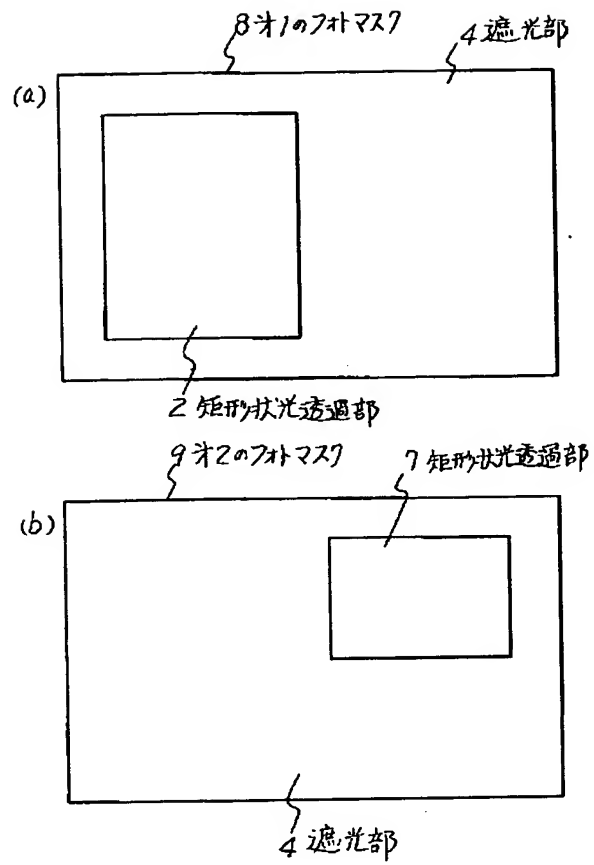 8 第1のフォトマスク
4 遮光部
(a)
2 矩形状光透過部
9 第2のフォトマスク
7 矩形状光透過部
(b)
4 遮光部